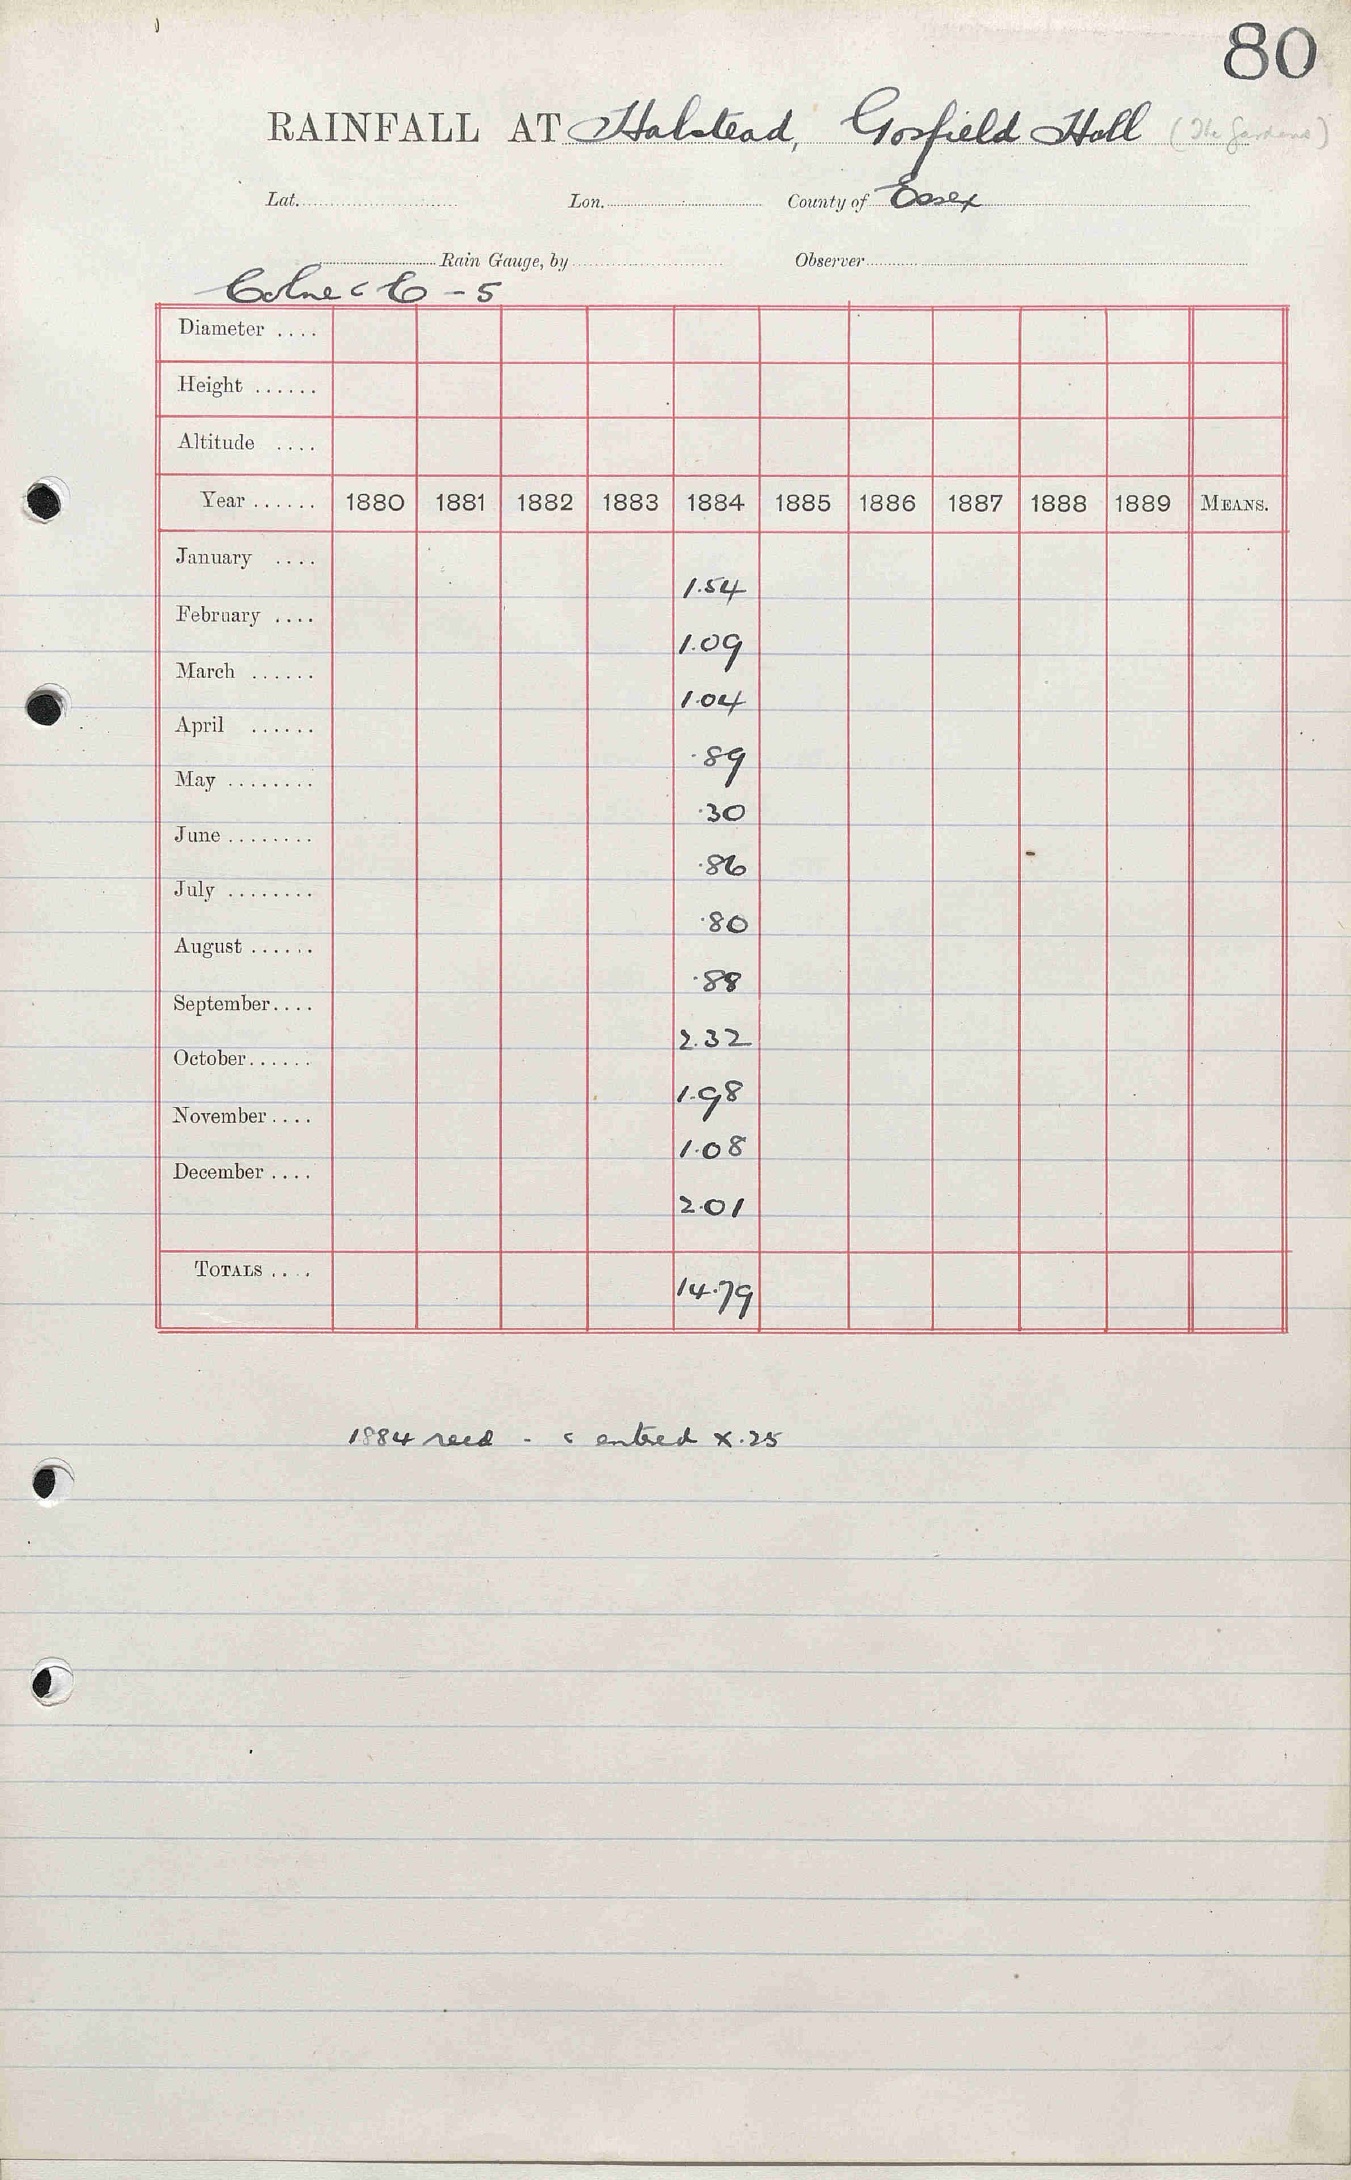 80
RAINFALL AT Halstead, Gosfield Hall (The Gardens)
Lat. Lon. County of Essex
Rain Gauge, by Observer
Colne C - 5
Diameter ....
Height ......
Altitude ....
Year ...... 1880 1881 1882 1883 1884 1885 1886 1887 1888 1889 MEANS.
January .... 1.54
February .... 1.09
March ...... 1.04
April ...... .89
May ........ .30
June ........ .86
July ........ .80
August ...... .88
September.... 2.32
October...... 1.98
November.... 1.08
December .... 2.01
TOTALS .... 14.79
1884 recd - entered X.25